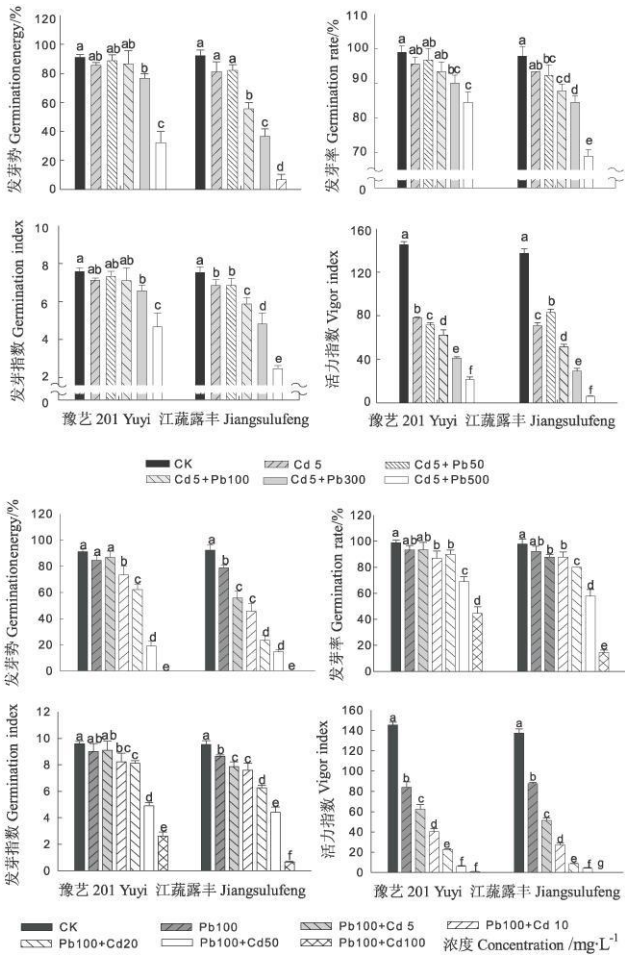 发芽势 Germinationenergy/%
120
100
80
60
40
20
0
a ab ab ab b c
a a a b c d
发芽率 Germination rate/%
100
90
80
70
0
a ab ab ab bc c
a ab bc cd d e
发芽指数 Germination index
8
6
4
2
0
a ab ab ab b c
a b b c d e
活力指数 Vigor index
160
120
80
40
0
a b c d e f
a c b d e f
豫艺 201 Yuyi 江蔬露丰 Jiangsulufeng
豫艺 201 Yuyi 江蔬露丰 Jiangsulufeng
CK Cd 5 Cd5+Pb50
Cd5+Pb100 Cd5+Pb300 Cd5+Pb500
发芽势 Germinationenergy/%
120
100
80
60
40
20
0
a a a b c d e
a b c c d d e
发芽率 Germination rate/%
120
100
80
60
40
20
0
a ab ab b b c d
a ab b b c d e
发芽指数 Germination index
12
10
8
6
4
2
0
a ab ab bc c d e
a b c c d e f
活力指数 Vigor index
160
140
120
100
80
60
40
20
0
a b c d e f f
a b c d e f g
豫艺 201 Yuyi 江蔬露丰 Jiangsulufeng
豫艺 201 Yuyi 江蔬露丰 Jiangsulufeng
CK Pb100 Pb100+Cd 5 Pb100+Cd 10
Pb100+Cd20 Pb100+Cd50 Pb100+Cd100 浓度 Concentration /mg·L-1